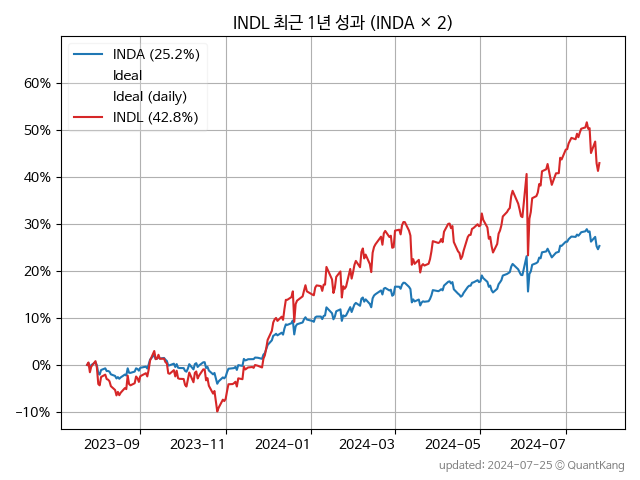 INDL 최근 1년 성과 (INDA × 2)
INDA (25.2%)
Ideal
Ideal (daily)
INDL (42.8%)
60%
50%
40%
30%
20%
10%
0%
−10%
2023−09
2023−11
2024−01
2024−03
2024−05
2024−07
updated: 2024-07-25 © QuantKang